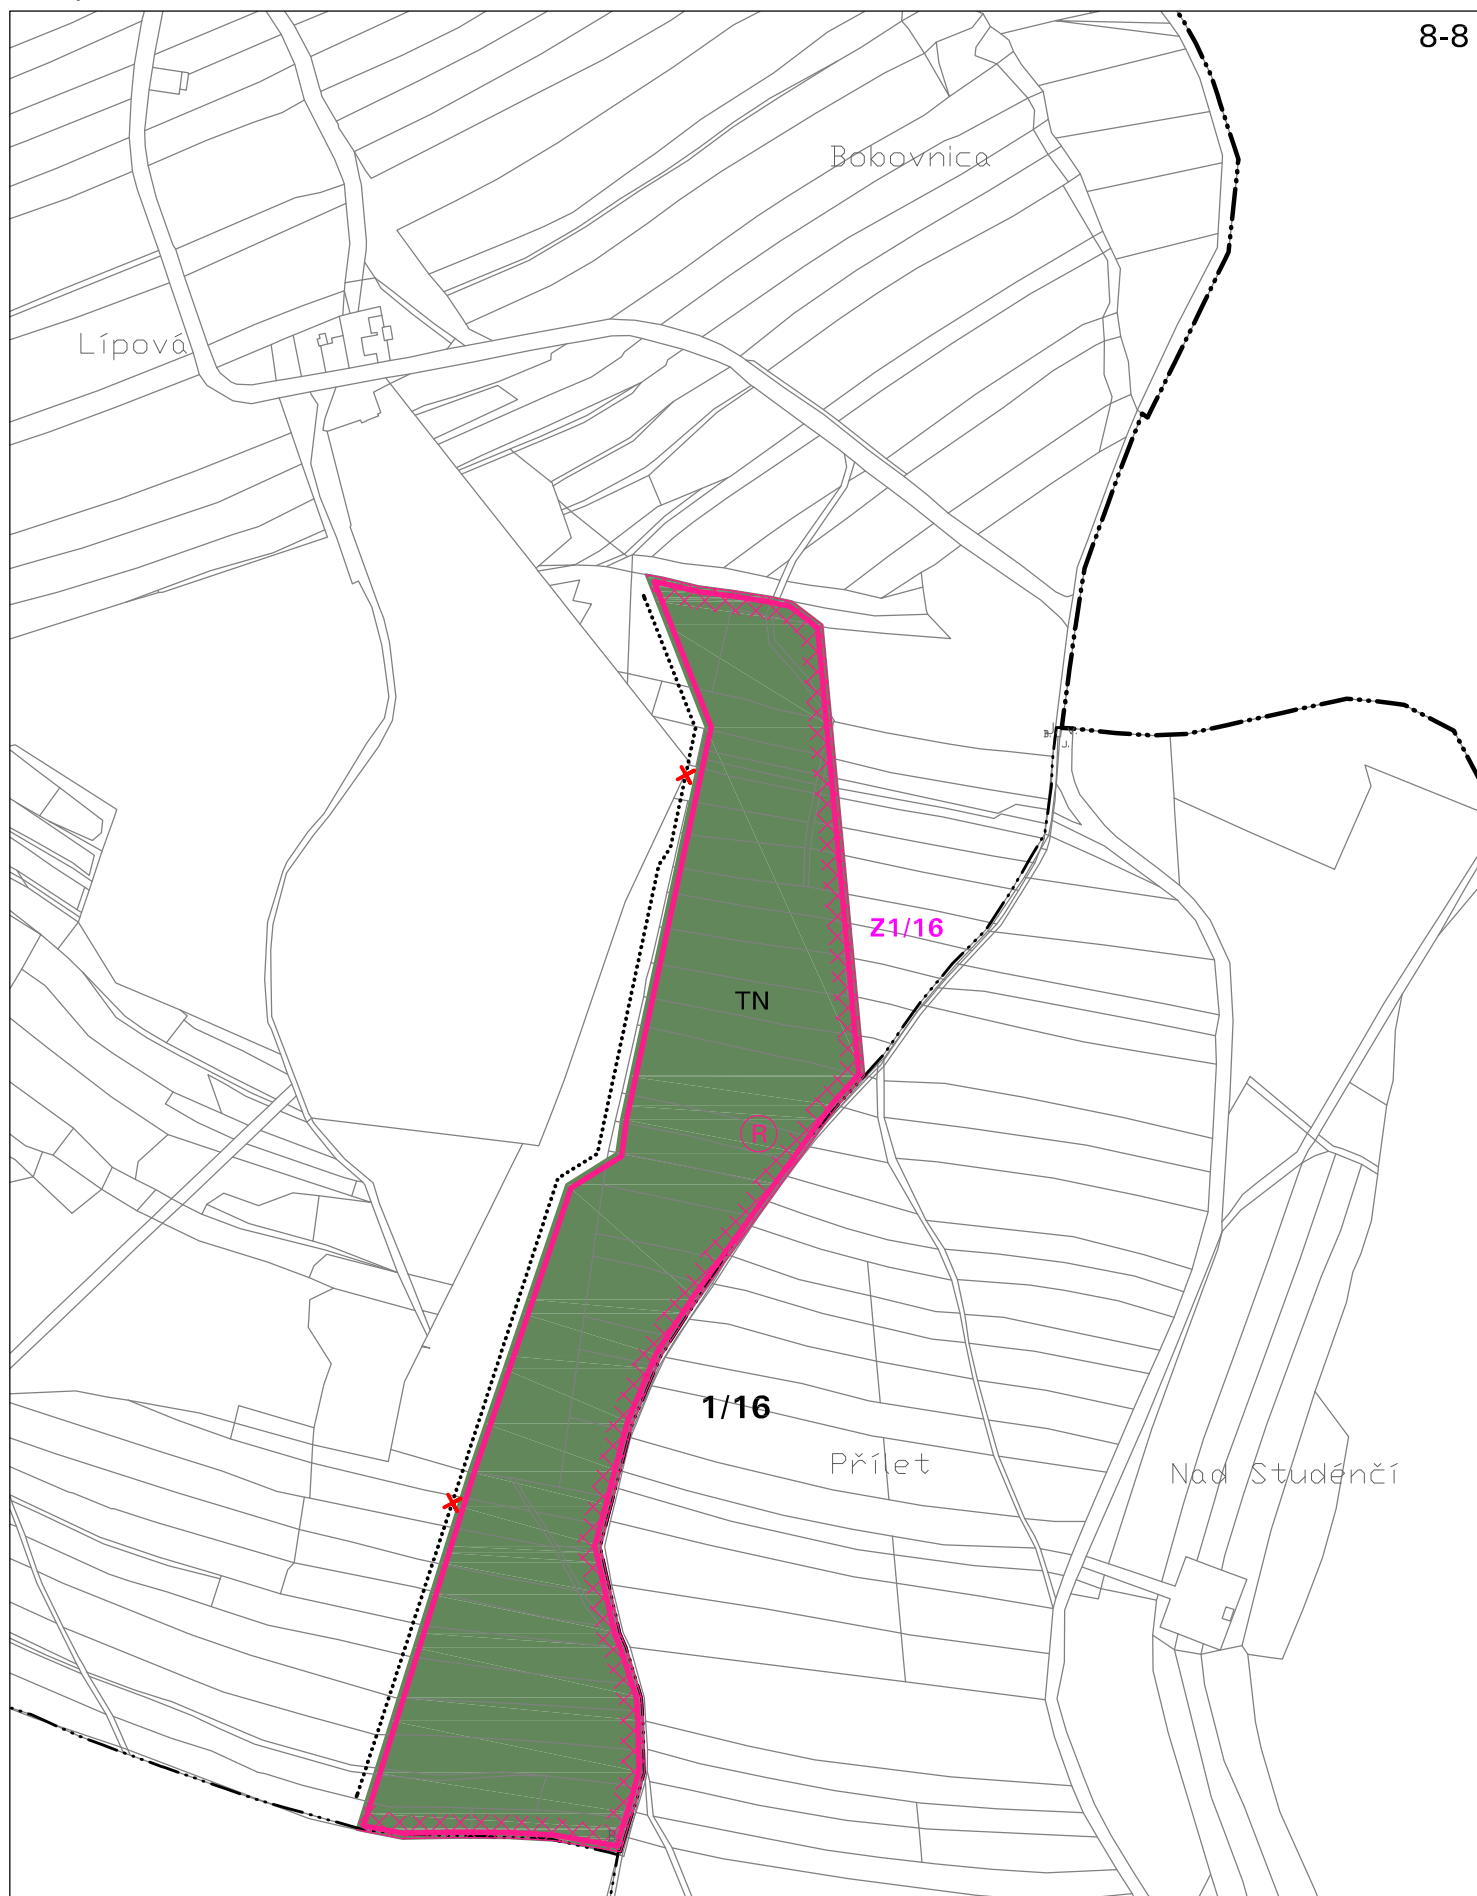 8-8
Bobovnica
Lípová
Z1/16
TN
R
1/16
Přílet
Nad Studénčí